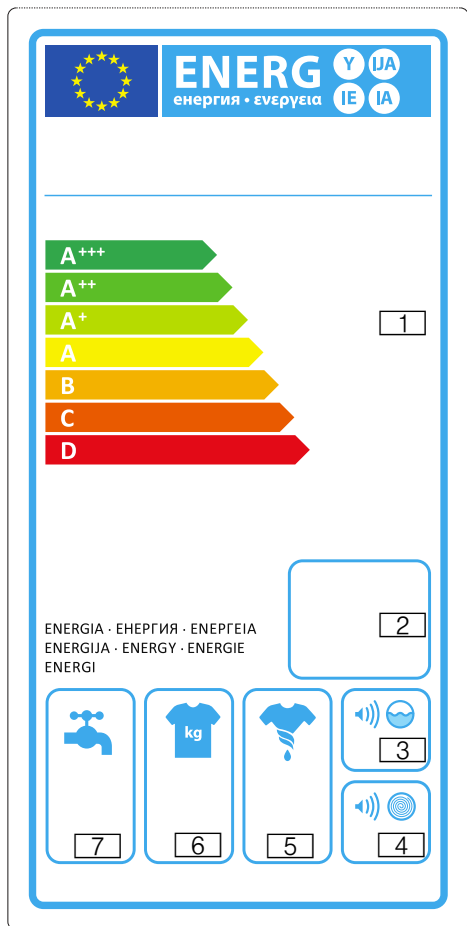 ENERG Y IJA
енергия · ενεργεια IE IA
A+++
A++
A+ 1
A
B
C
D
2
ENERGIA · ЕНЕРГИЯ · ΕΝΕΡΓΕΙΑ
ENERGIJA · ENERGY · ENERGIE
ENERGI
kg
3
7 6 5 4